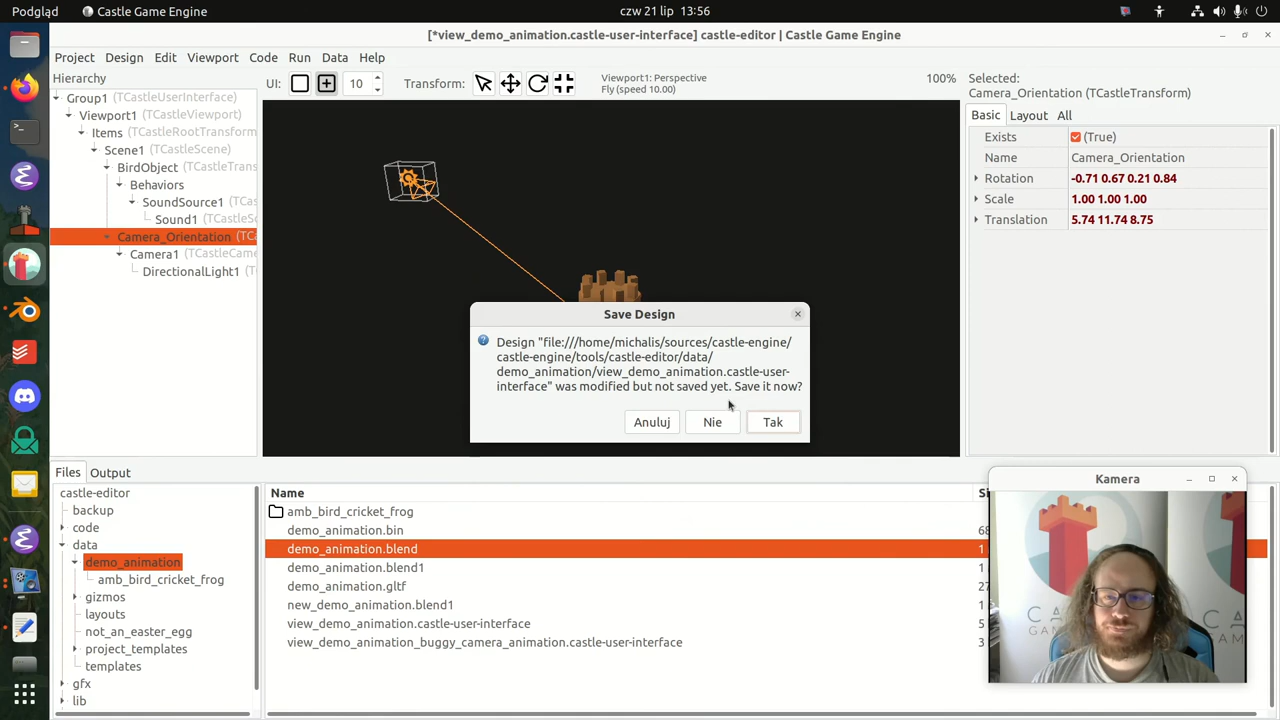 Podgląd
Castle Game Engine
czw 21 lip 13:56
[*view_demo_animation.castle-user-interface] castle-editor | Castle Game Engine
Project Design Edit Viewport Code Run Data Help
Hierarchy
Group1 (TCastleUserInterface)
Viewport1 (TCastleViewport)
Items (TCastleRootTransform
Scene1 (TCastleScene)
BirdObject (TCastleTrans
Behaviors
SoundSource1 (TCas
Sound1 (TCastleSo
Camera_Orientation (TC
Camera1 (TCastleCame
DirectionalLight1 (T
UI: 10 Transform:
Viewport1: Perspective
Fly (speed 10.00)
100%
Selected:
Camera_Orientation (TCastleTransform)
Basic Layout All
Exists (True)
Name Camera_Orientation
Rotation -0.71 0.67 0.21 0.84
Scale 1.00 1.00 1.00
Translation 5.74 11.74 8.75
Save Design
Design "file:///home/michalis/sources/castle-engine/
castle-engine/tools/castle-editor/data/
demo_animation/view_demo_animation.castle-user-
interface" was modified but not saved yet. Save it now?
Anuluj Nie Tak
Files Output
castle-editor
backup
code
data
demo_animation
amb_bird_cricket_frog
gizmos
layouts
not_an_easter_egg
project_templates
templates
gfx
lib
Name
amb_bird_cricket_frog
demo_animation.bin 68
demo_animation.blend 1
demo_animation.blend1 1
demo_animation.gltf 27
new_demo_animation.blend1 1
view_demo_animation.castle-user-interface 5
view_demo_animation_buggy_camera_animation.castle-user-interface 3
Kamera